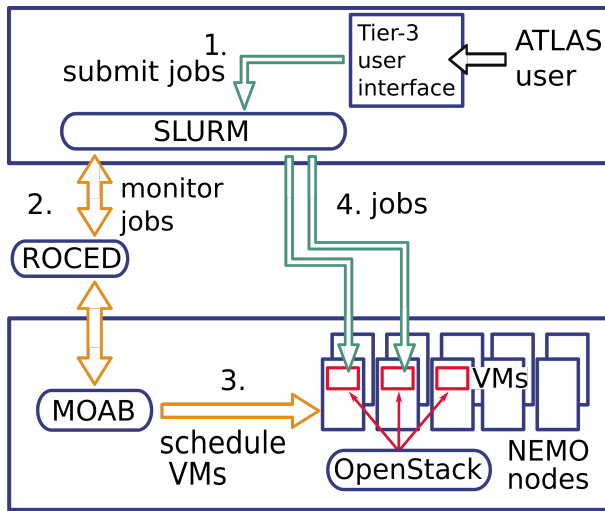 1.
submit jobs
Tier-3
user
interface
ATLAS
user
SLURM
2.
monitor
jobs
4. jobs
ROCED
3.
VMs
MOAB
schedule
VMs
OpenStack
NEMO
nodes